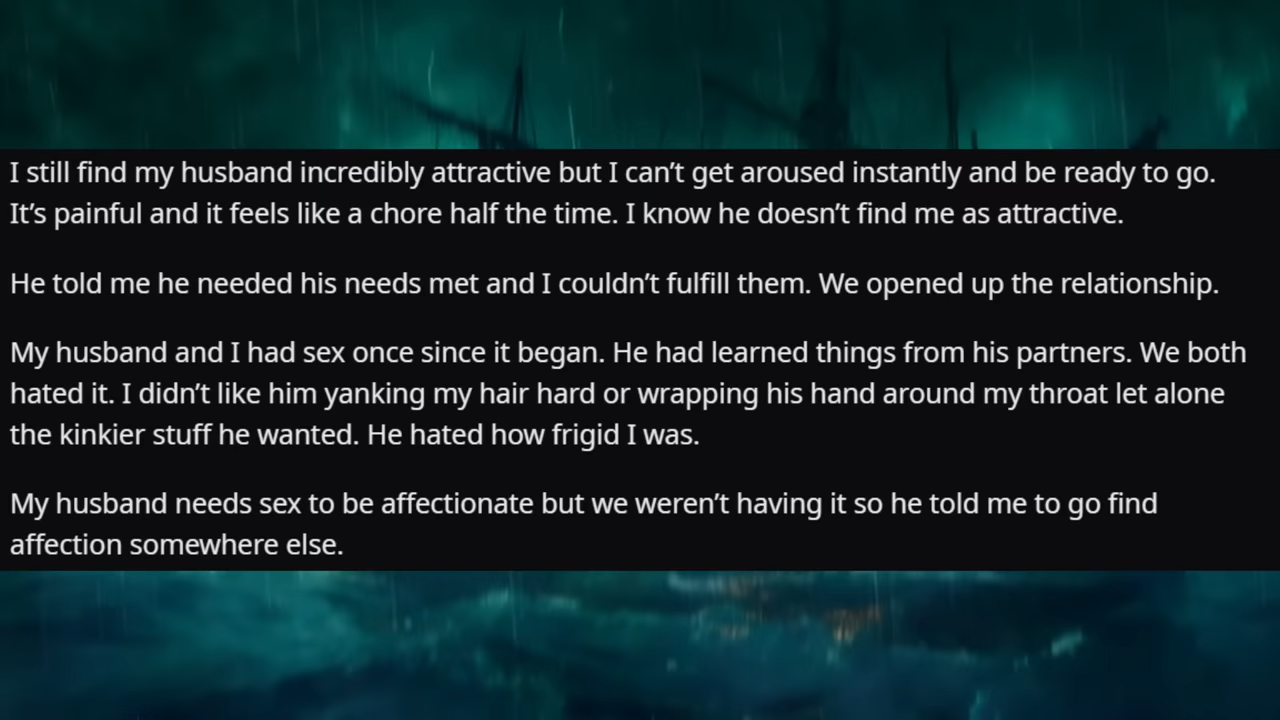 I still find my husband incredibly attractive but I can’t get aroused instantly and be ready to go.
It’s painful and it feels like a chore half the time. I know he doesn’t find me as attractive.
He told me he needed his needs met and I couldn’t fulfill them. We opened up the relationship.
My husband and I had sex once since it began. He had learned things from his partners. We both
hated it. I didn’t like him yanking my hair hard or wrapping his hand around my throat let alone
the kinkier stuff he wanted. He hated how frigid I was.
My husband needs sex to be affectionate but we weren’t having it so he told me to go find
affection somewhere else.